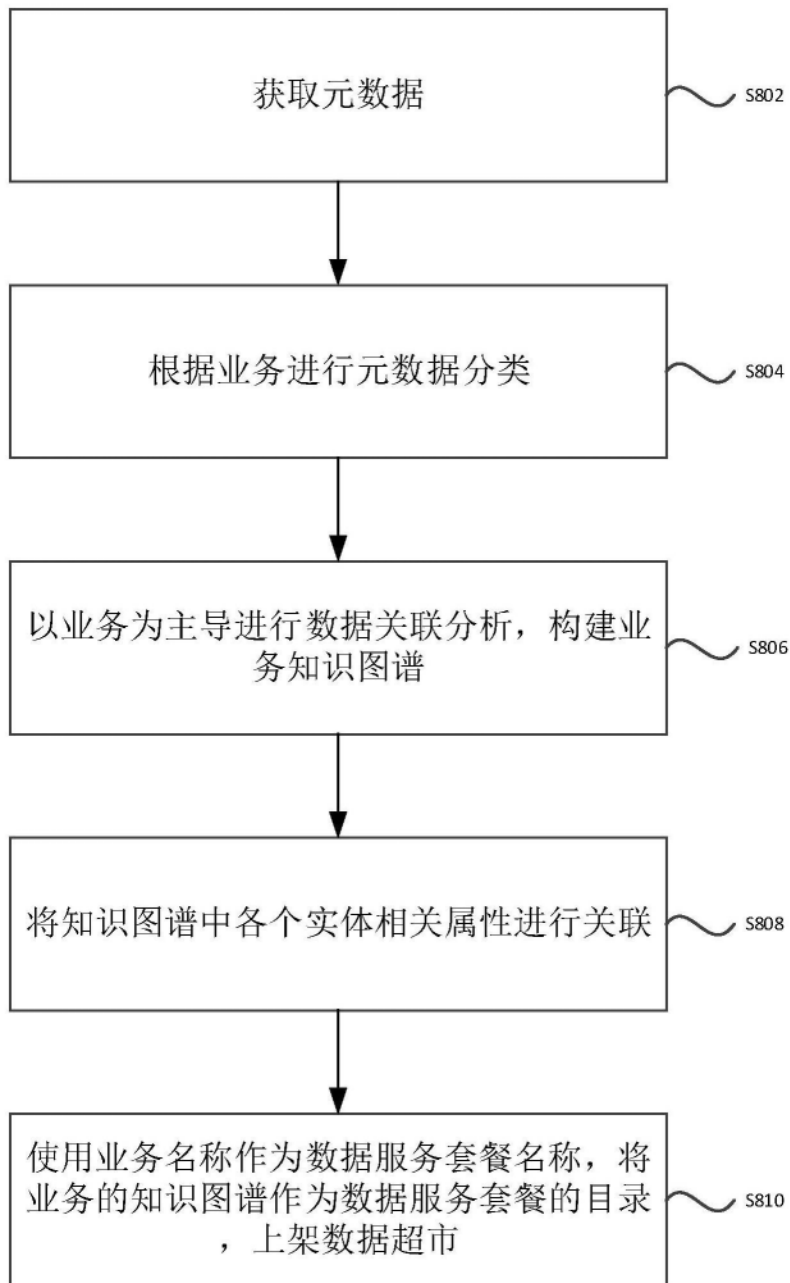 获取元数据
S802
根据业务进行元数据分类
S804
以业务为主导进行数据关联分析，构建业
务知识图谱
S806
将知识图谱中各个实体相关属性进行关联
S808
使用业务名称作为数据服务套餐名称，将
业务的知识图谱作为数据服务套餐的目录
，上架数据超市
S810